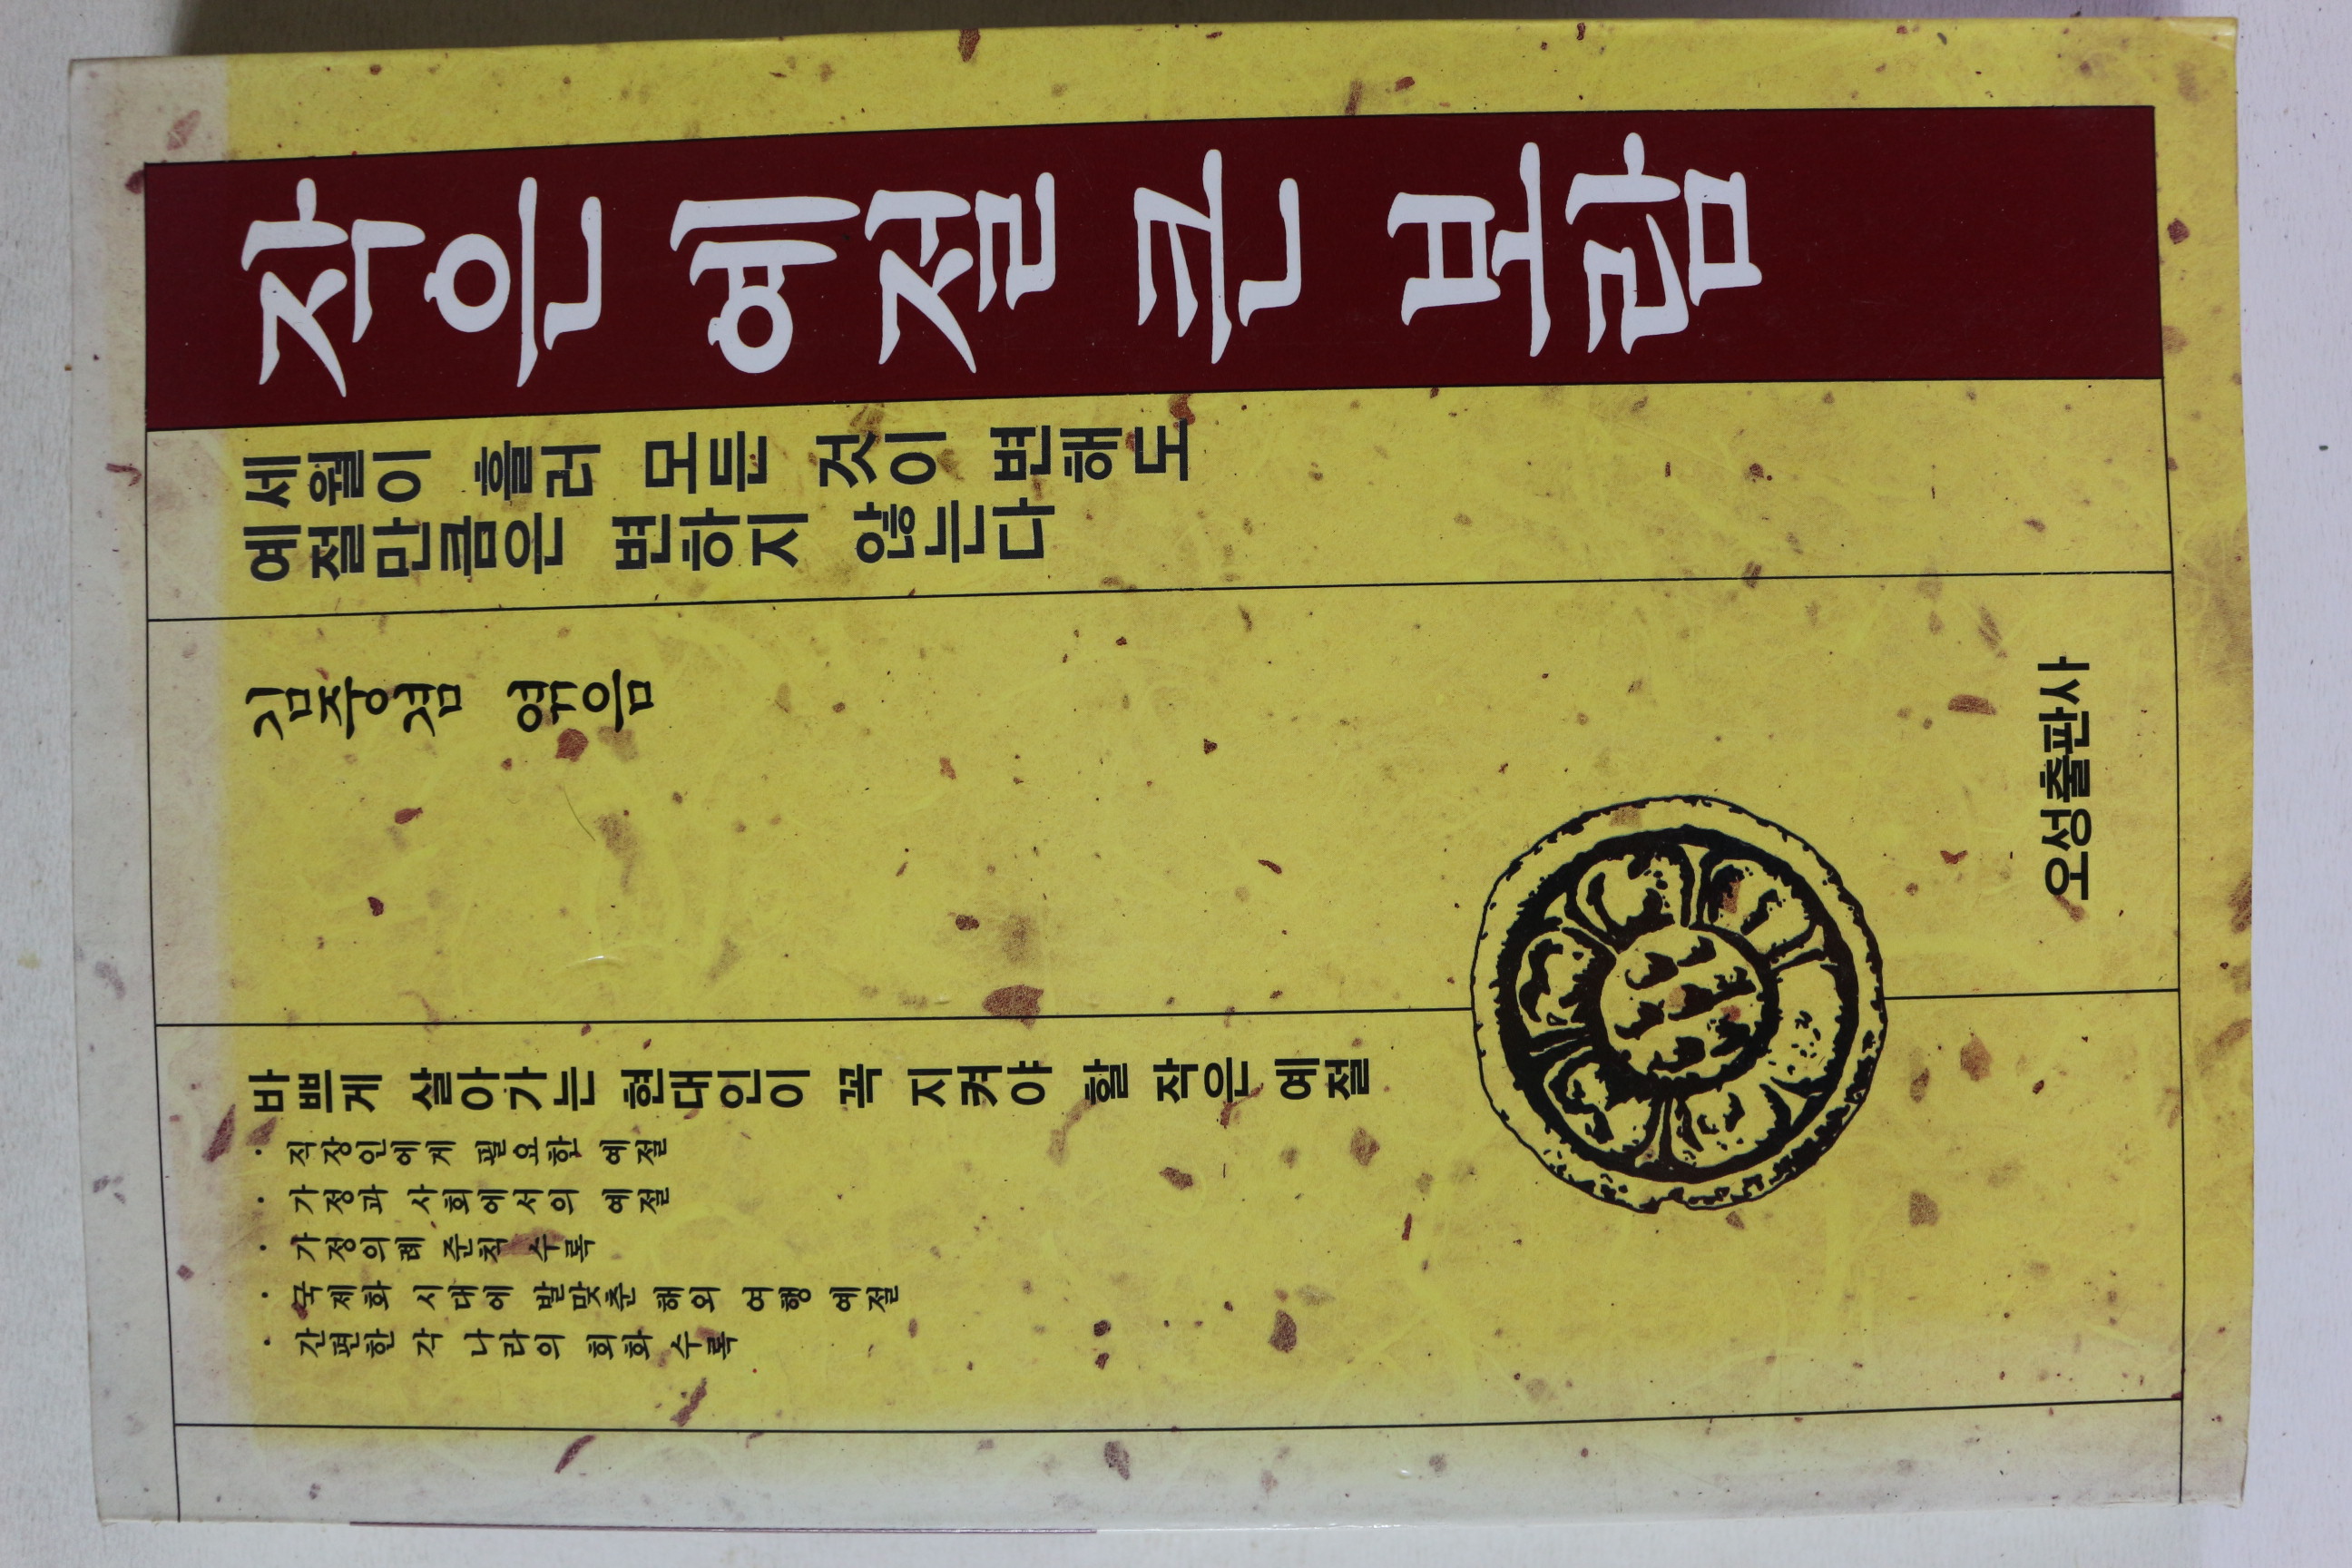 작은 예절 큰 보람
세월이 흘러 모든 것이 변해도
예절만큼은 변하지 않는다
김중겸 엮음
바쁘게 살아가는 현대인이 꼭 지켜야 할 작은 예절
· 직장인에게 필요한 예절
· 가정과 사회에서의 예절
· 가정의례 준칙 수록
· 국제화 시대에 발맞춘 해외 여행 예절
· 간편한 각 나라의 회화 수록
오성출판사